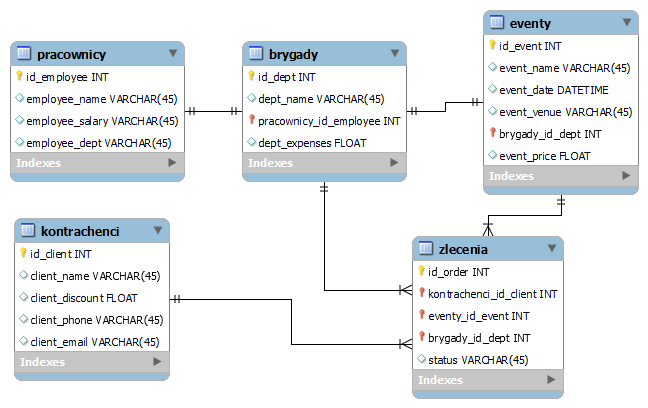 pracownicy
id_employee INT
employee_name VARCHAR(45)
employee_salary VARCHAR(45)
employee_dept VARCHAR(45)
Indexes
brygady
id_dept INT
dept_name VARCHAR(45)
pracownicy_id_employee INT
dept_expenses FLOAT
Indexes
eventy
id_event INT
event_name VARCHAR(45)
event_date DATETIME
event_venue VARCHAR(45)
brygady_id_dept INT
event_price FLOAT
Indexes
kontrachenci
id_client INT
client_name VARCHAR(45)
client_discount FLOAT
client_phone VARCHAR(45)
client_email VARCHAR(45)
Indexes
zlecenia
id_order INT
kontrachenci_id_client INT
eventy_id_event INT
brygady_id_dept INT
status VARCHAR(45)
Indexes